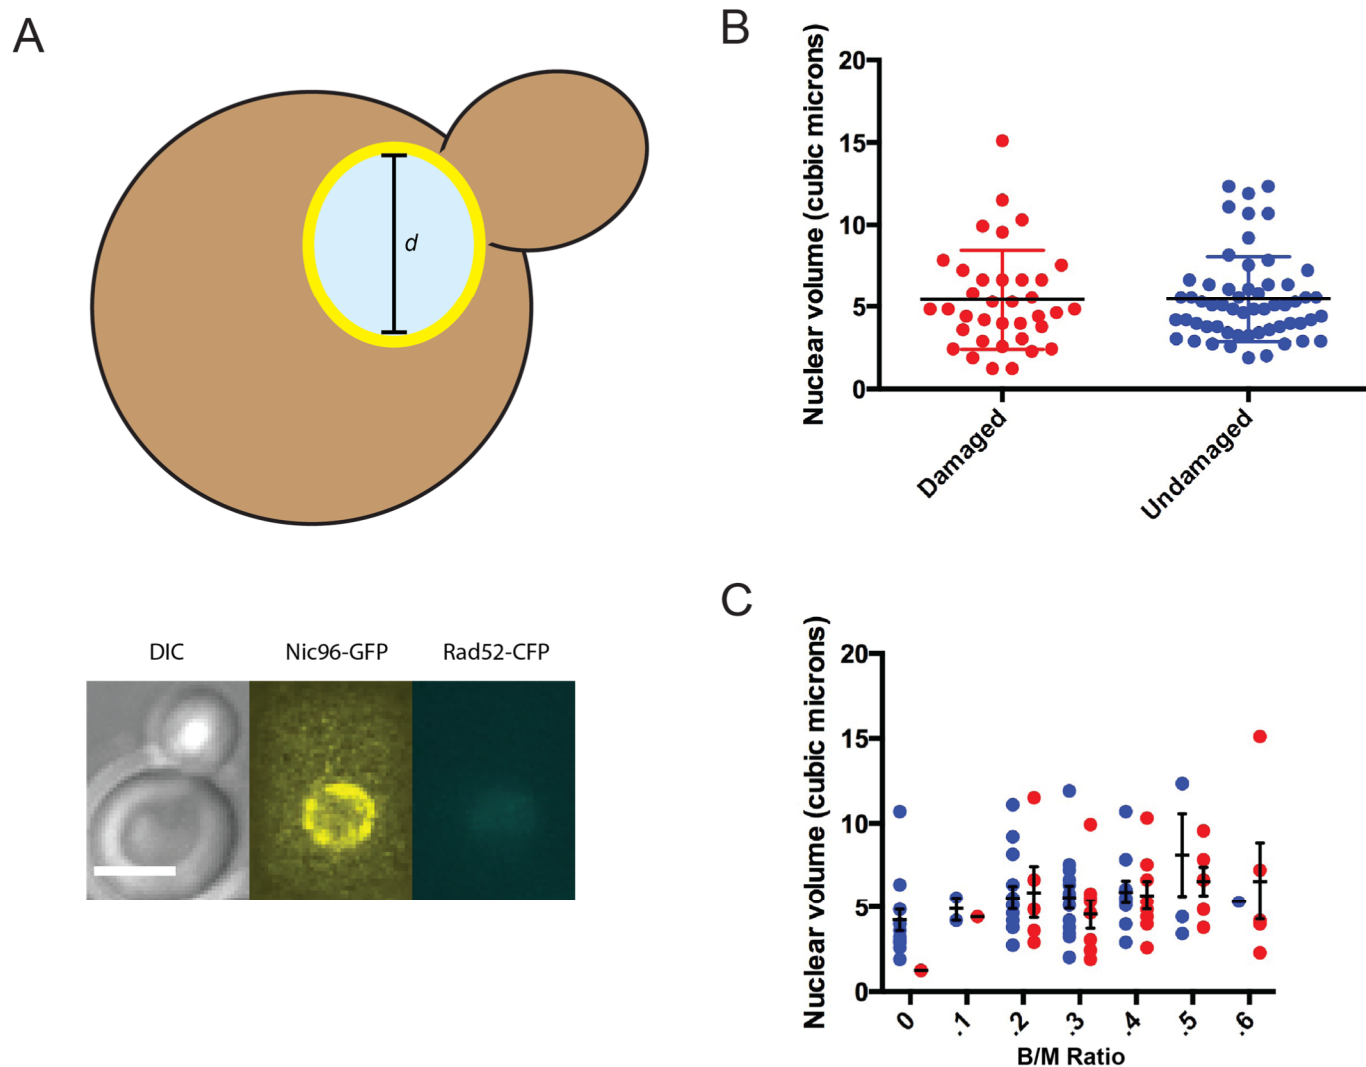 A
d
DIC Nic96-GFP Rad52-CFP
B
Nuclear volume (cubic microns)
20
15
10
5
0
Damaged
Undamaged
C
Nuclear volume (cubic microns)
20
15
10
5
0
0 .1 .2 .3 .4 .5 .6
B/M Ratio